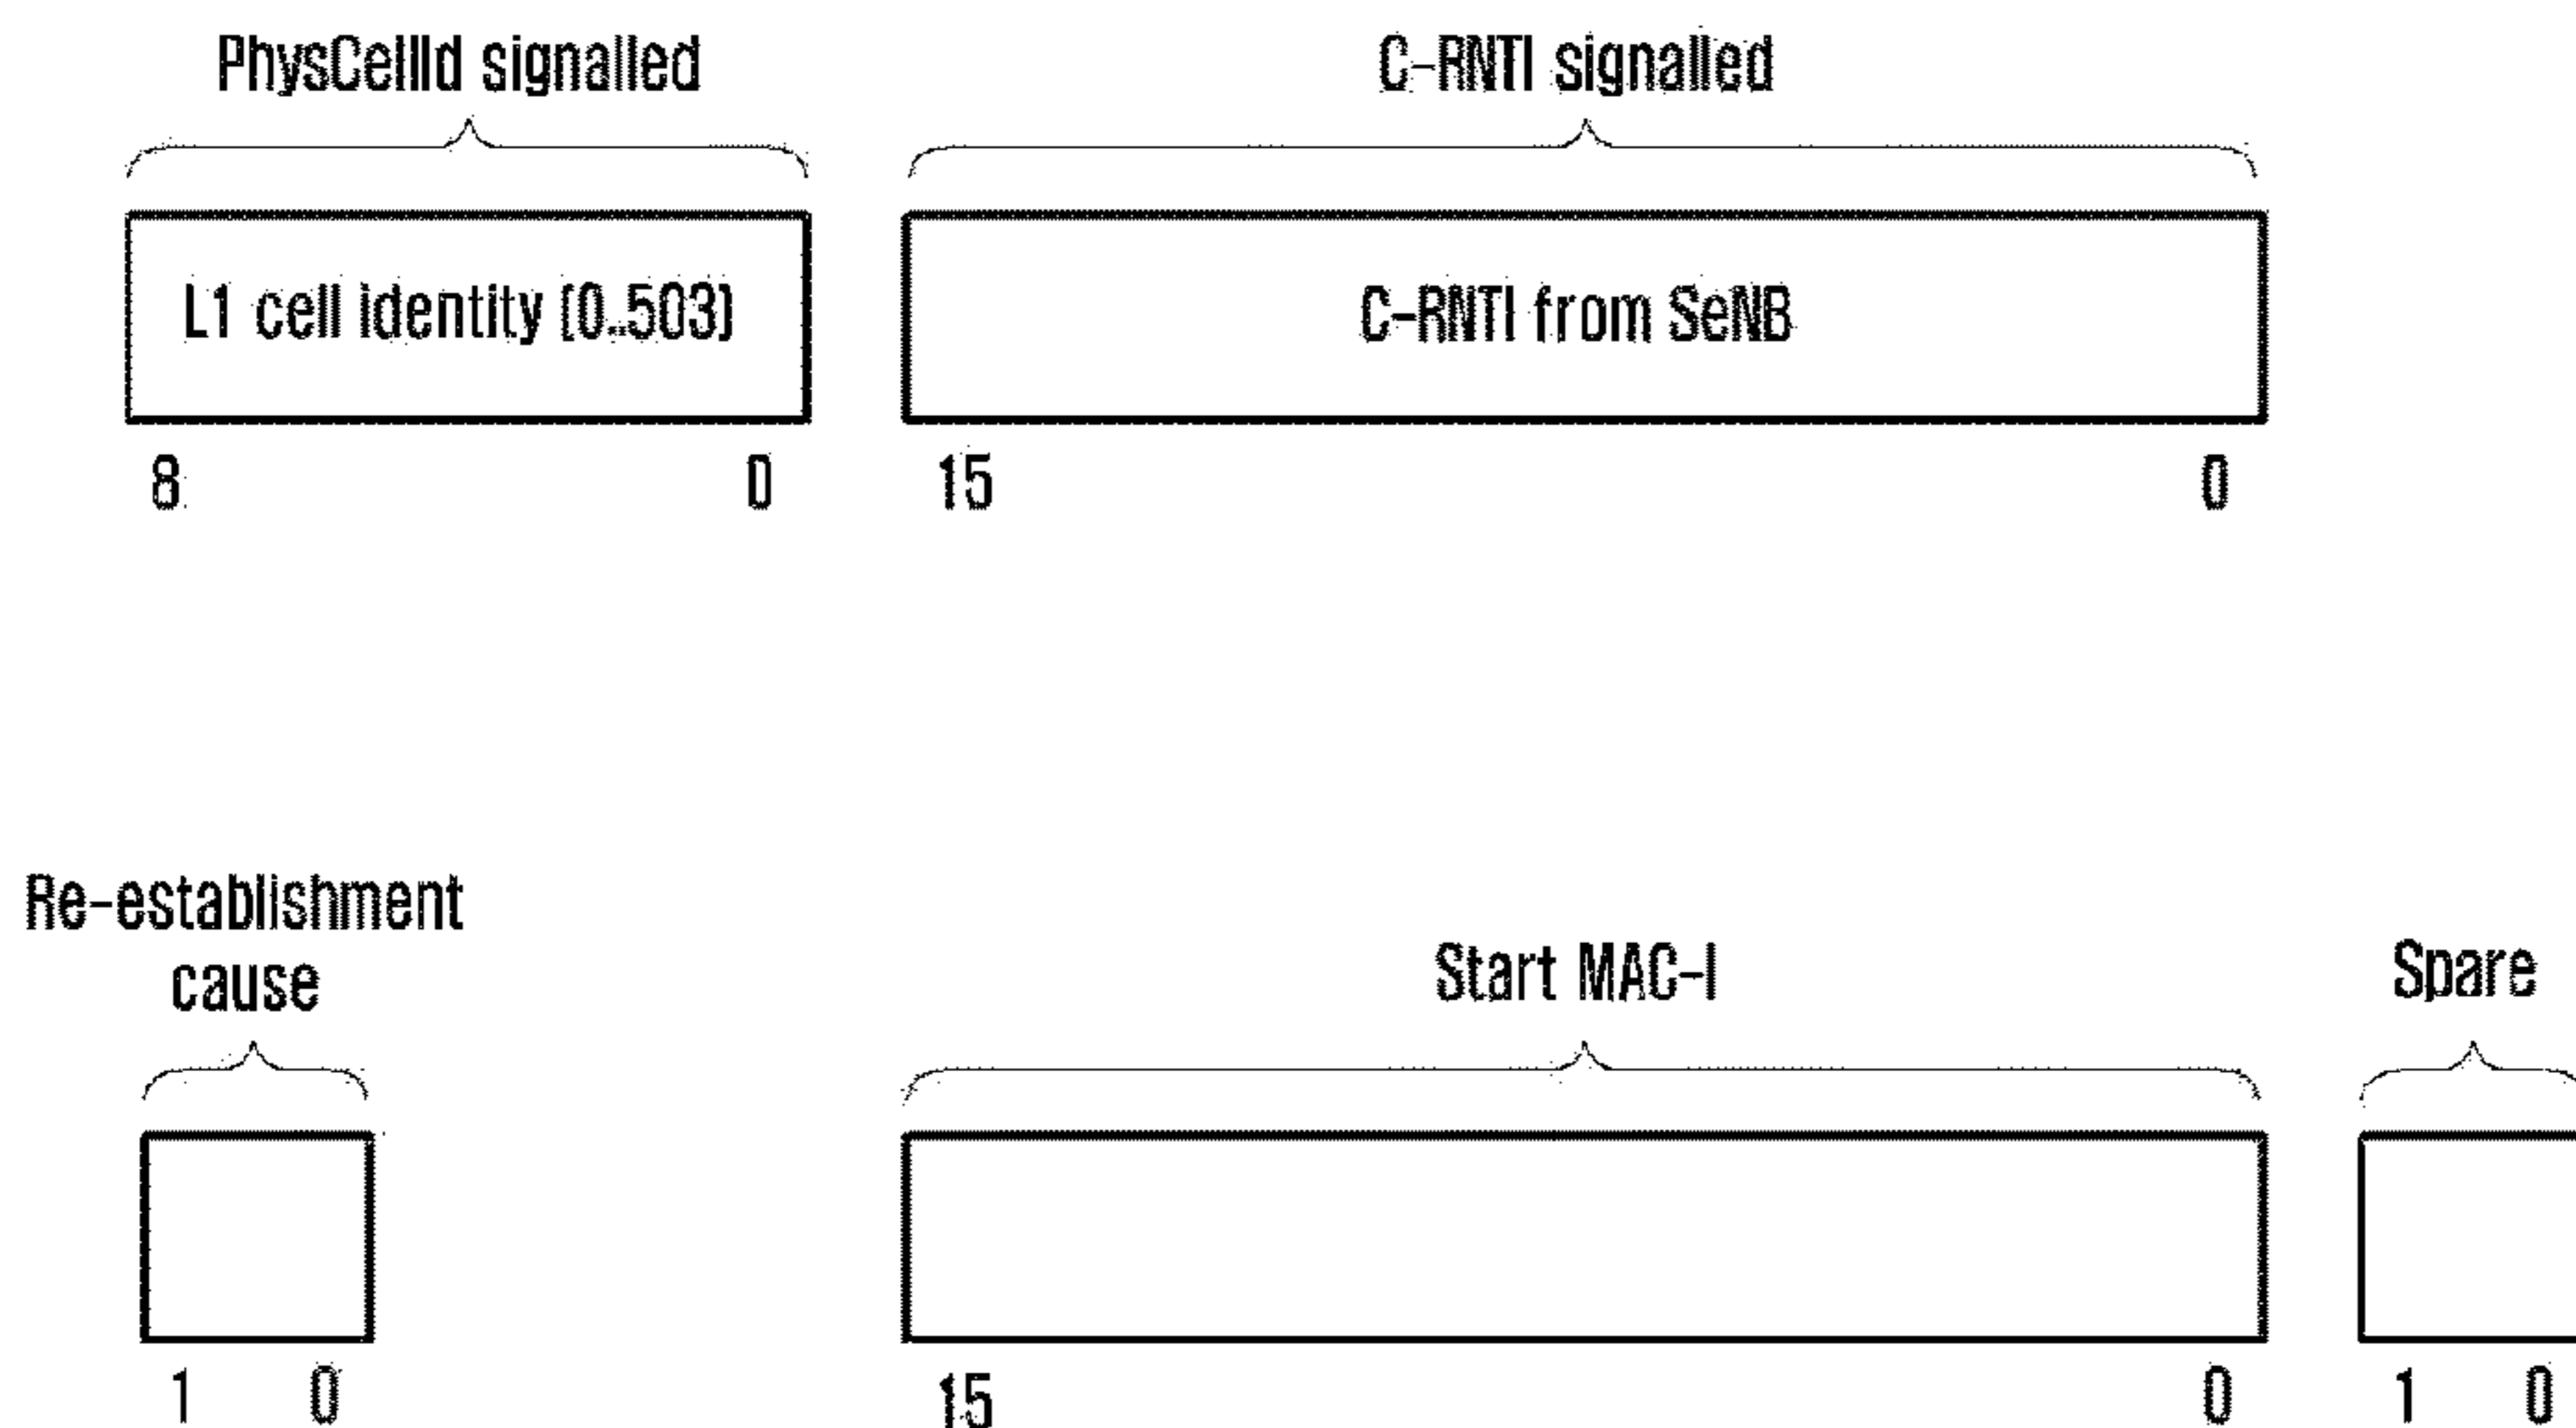 PhysCellId signalled
C-RNTI signalled
L1 cell identity (0..503)
C-RNTI from SeNB
8 0 15 0
Re-establishment
cause
Start MAC-I
Spare
1 0 15 0 1 0